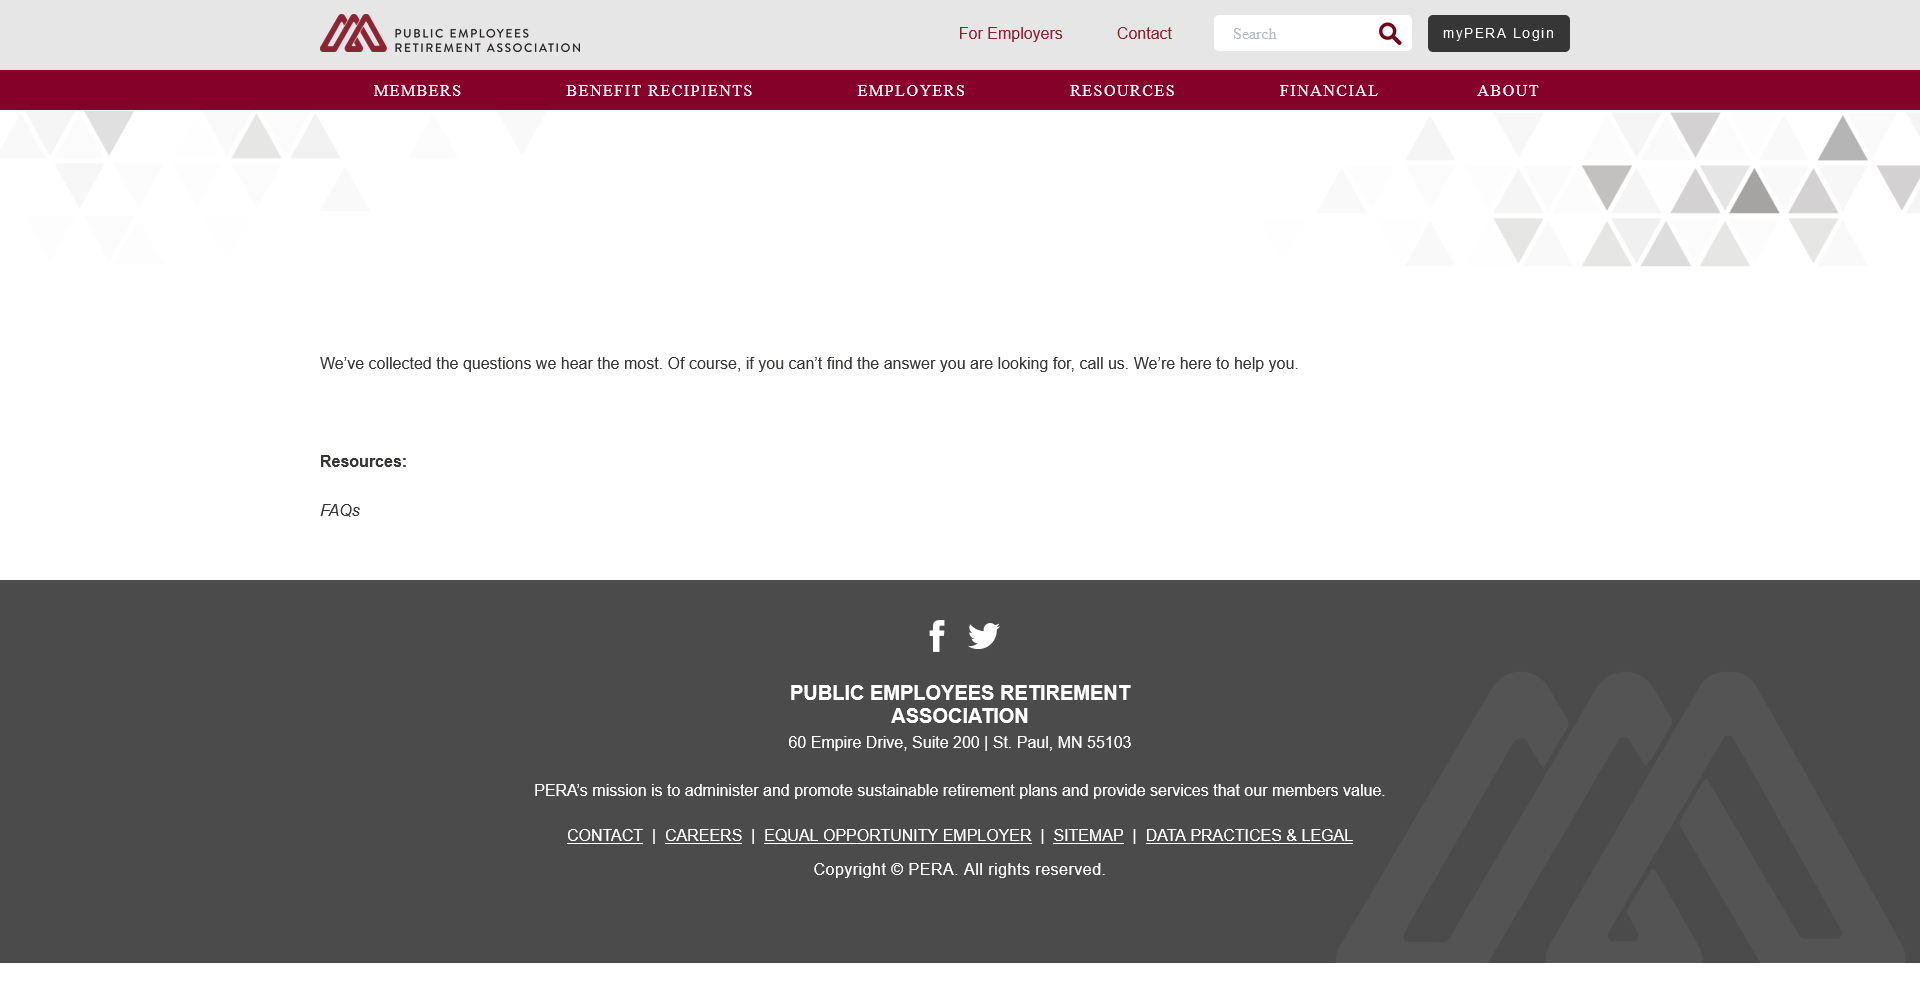 PUBLIC EMPLOYEES
RETIREMENT ASSOCIATION
For Employers
Contact
Search
myPERA Login
MEMBERS
BENEFIT RECIPIENTS
EMPLOYERS
RESOURCES
FINANCIAL
ABOUT
We’ve collected the questions we hear the most. Of course, if you can’t find the answer you are looking for, call us. We’re here to help you.
Resources:
FAQs
PUBLIC EMPLOYEES RETIREMENT
ASSOCIATION
60 Empire Drive, Suite 200 | St. Paul, MN 55103
PERA’s mission is to administer and promote sustainable retirement plans and provide services that our members value.
CONTACT | CAREERS | EQUAL OPPORTUNITY EMPLOYER | SITEMAP | DATA PRACTICES & LEGAL
Copyright © PERA. All rights reserved.